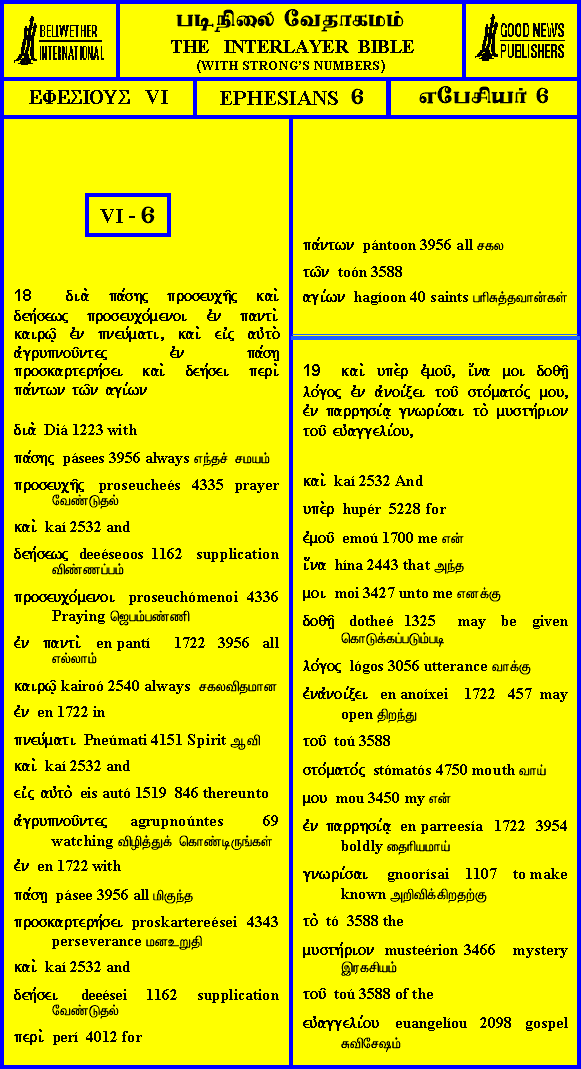 BELLWETHER
INTERNATIONAL
படிநிலை வேதாகமம்
THE INTERLAYER BIBLE
(WITH STRONG'S NUMBERS)
GOOD NEWS
PUBLISHERS
ΕΦΕΣΙΟΥΣ VI
EPHESIANS 6
எபேசியர் 6
VI - 6
18 διὰ πάσης προσευχῆς καὶ
δεήσεως προσευχόμενοι ἐν παντὶ
καιρῷ ἐν πνεύματι, καὶ εἰς αὐτὸ
ἀγρυπνοῦντες ἐν πάσῃ
προσκαρτερήσει καὶ δεήσει περὶ
πάντων τῶν ἁγίων
διὰ Diá 1223 with
πάσης pásees 3956 always எந்தச் சமயம்
προσευχῆς proseucheés 4335 prayer
வேண்டுதல்
καὶ kaí 2532 and
δεήσεως deeéseoos 1162 supplication
விண்ணப்பம்
προσευχόμενοι proseuchómenoi 4336
Praying ஜெபம்பண்ணி
ἐν παντὶ en pantí 1722 3956 all
எல்லாம்
καιρῷ kairoó 2540 always சகலவிதமான
ἐν en 1722 in
πνεύματι Pneúmati 4151 Spirit ஆவி
καὶ kaí 2532 and
εἰς αὐτὸ eis autó 1519 846 thereunto
ἀγρυπνοῦντες agrupnoúntes 69
watching விழித்துக் கொண்டிருங்கள்
ἐν en 1722 with
πάσῃ pásee 3956 all மிகுந்த
προσκαρτερήσει proskartereései 4343
perseverance மனஉறுதி
καὶ kaí 2532 and
δεήσει deeései 1162 supplication
வேண்டுதல்
περὶ perí 4012 for
πάντων pántoon 3956 all சகல
τῶν toón 3588
ἁγίων hagíoon 40 saints பரிசுத்தவான்கள்
19 καὶ ὑπὲρ ἐμοῦ, ἵνα μοι δοθῇ
λόγος ἐν ἀνοίξει τοῦ στόματός μου,
ἐν παρρησίᾳ γνωρίσαι τὸ μυστήριον
τοῦ εὐαγγελίου,
καὶ kaí 2532 And
ὑπὲρ hupér 5228 for
ἐμοῦ emoú 1700 me என்
ἵνα hína 2443 that அந்த
μοι moi 3427 unto me எனக்கு
δοθῇ dotheé 1325 may be given
கொடுக்கப்படும்படி
λόγος lógos 3056 utterance வாக்கு
ἐνἀνοίξει en anoíxei 1722 457 may
open திறந்து
τοῦ toú 3588
στόματός stómatós 4750 mouth வாய்
μου mou 3450 my என்
ἐν παρρησίᾳ en parreesía 1722 3954
boldly தைரியமாய்
γνωρίσαι gnoorísai 1107 to make
known அறிவிக்கிறதற்கு
τὸ tó 3588 the
μυστήριον musteérion 3466 mystery
இரகசியம்
τοῦ toú 3588 of the
εὐαγγελίου euangelíou 2098 gospel
சுவிசேஷம்